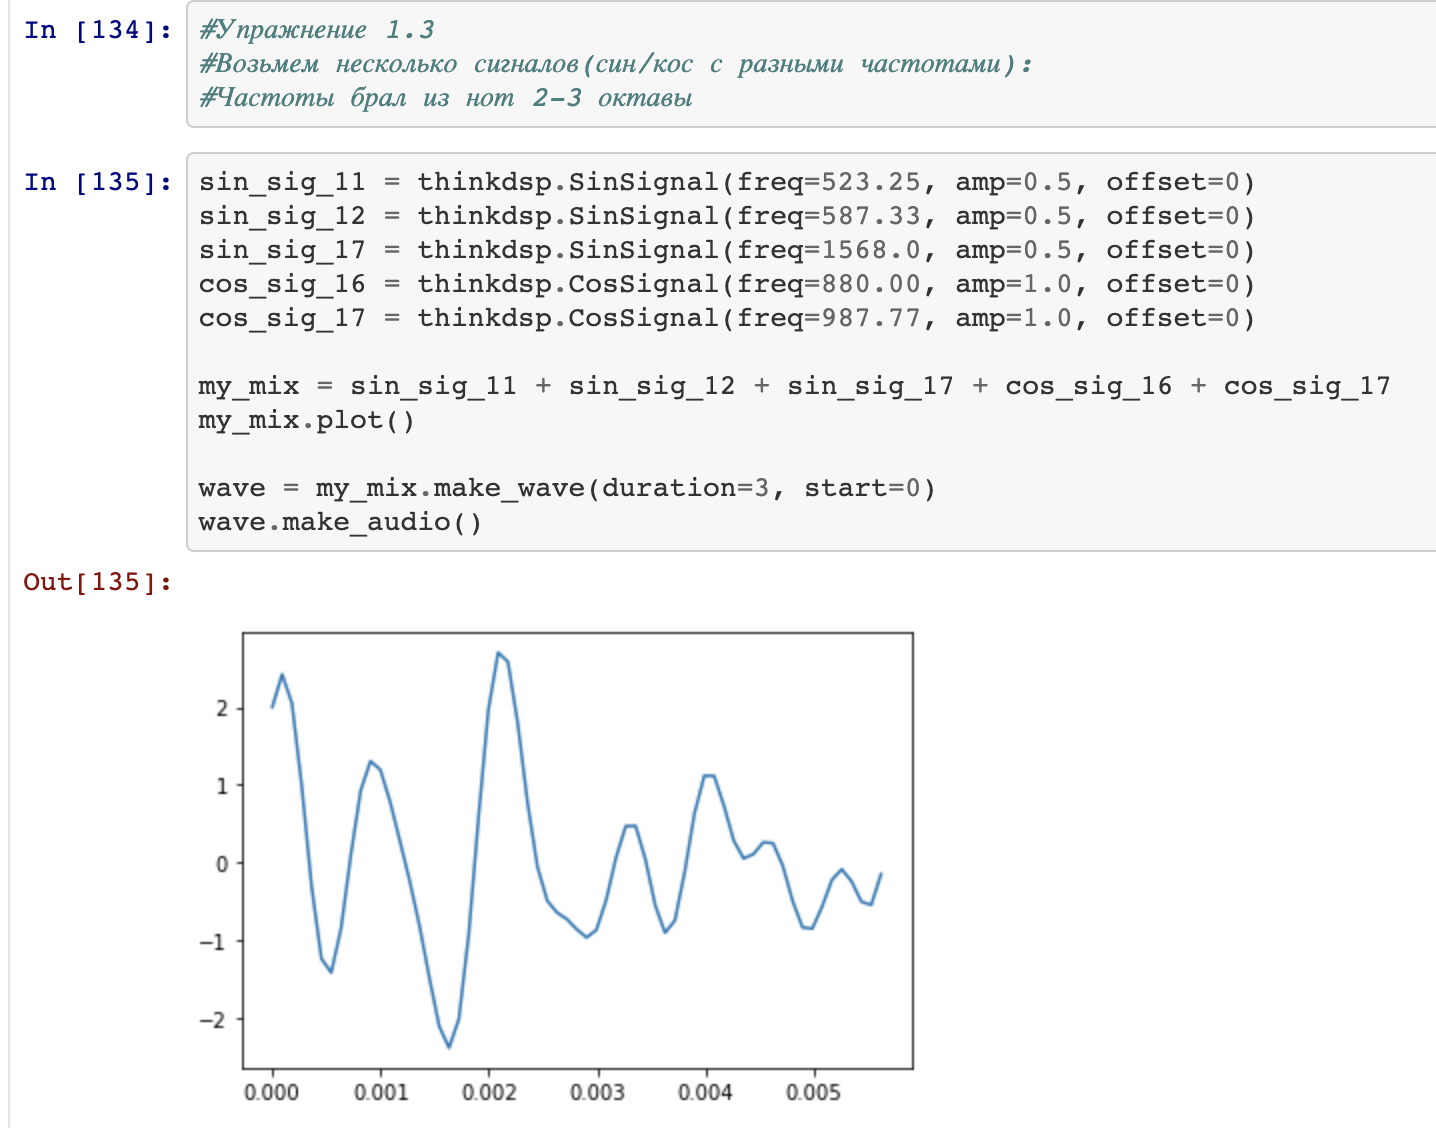 In [134]:
#Упражнение 1.3
#Возьмем несколько сигналов(син/кос с разными частотами):
#Частоты брал из нот 2-3 октавы
In [135]:
sin_sig_11 = thinkdsp.SinSignal(freq=523.25, amp=0.5, offset=0)
sin_sig_12 = thinkdsp.SinSignal(freq=587.33, amp=0.5, offset=0)
sin_sig_17 = thinkdsp.SinSignal(freq=1568.0, amp=0.5, offset=0)
cos_sig_16 = thinkdsp.CosSignal(freq=880.00, amp=1.0, offset=0)
cos_sig_17 = thinkdsp.CosSignal(freq=987.77, amp=1.0, offset=0)
my_mix = sin_sig_11 + sin_sig_12 + sin_sig_17 + cos_sig_16 + cos_sig_17
my_mix.plot()
wave = my_mix.make_wave(duration=3, start=0)
wave.make_audio()
Out[135]:
2
1
0
−1
−2
0.000 0.001 0.002 0.003 0.004 0.005